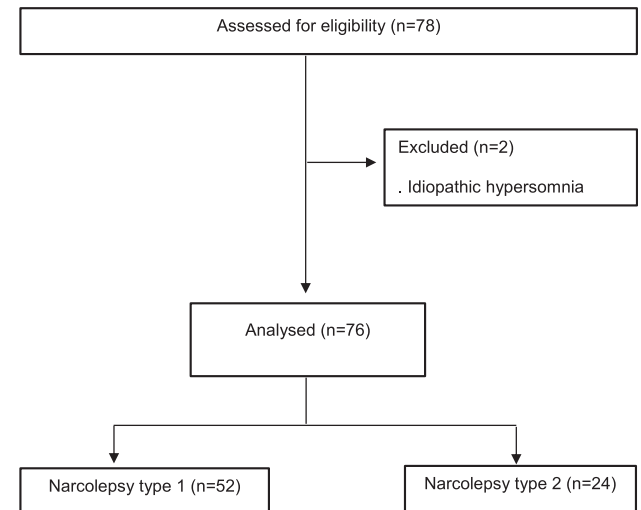 Assessed for eligibility (n=78)
Excluded (n=2)
. Idiopathic hypersomnia
Analysed (n=76)
Narcolepsy type 1 (n=52)
Narcolepsy type 2 (n=24)